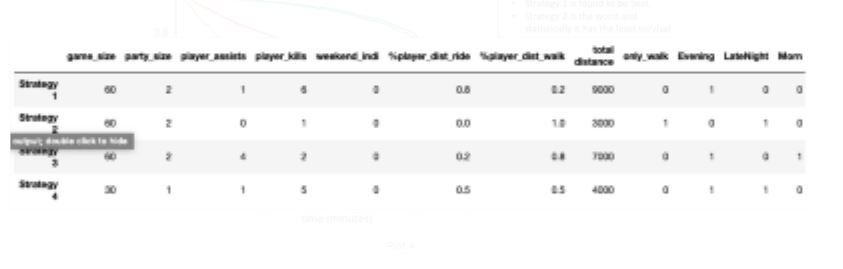 Strategy 1 is found to be best
Strategy 2 is the worst and
statistically it has the least survival
0.8
game_size party_size player_assists player_kills weekend_indi %player_dist_ride %player_dist_walk total distance only_walk Evening LateNight Morn
Strategy 1 60 2 1 6 0 0.8 0.2 9000 0 1 0 0
Strategy 2 60 2 0 1 0 0.0 1.0 3000 1 0 1 0
output; double click to hide
Strategy 3 60 2 4 2 0 0.2 0.8 7000 0 1 0 1
Strategy 4 30 1 1 5 0 0.5 0.5 4000 0 1 1 0
time (minutes)
Plot 4